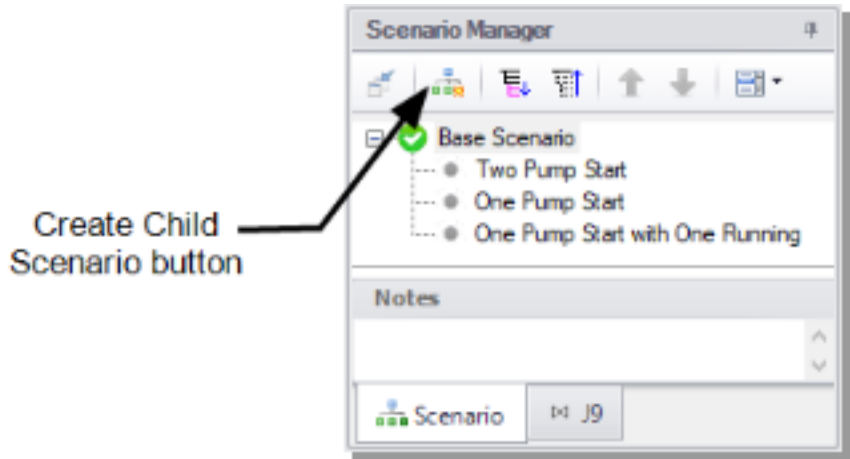 Scenario Manager
Base Scenario
Two Pump Start
One Pump Start
One Pump Start with One Running
Create Child
Scenario button
Notes
Scenario
J9